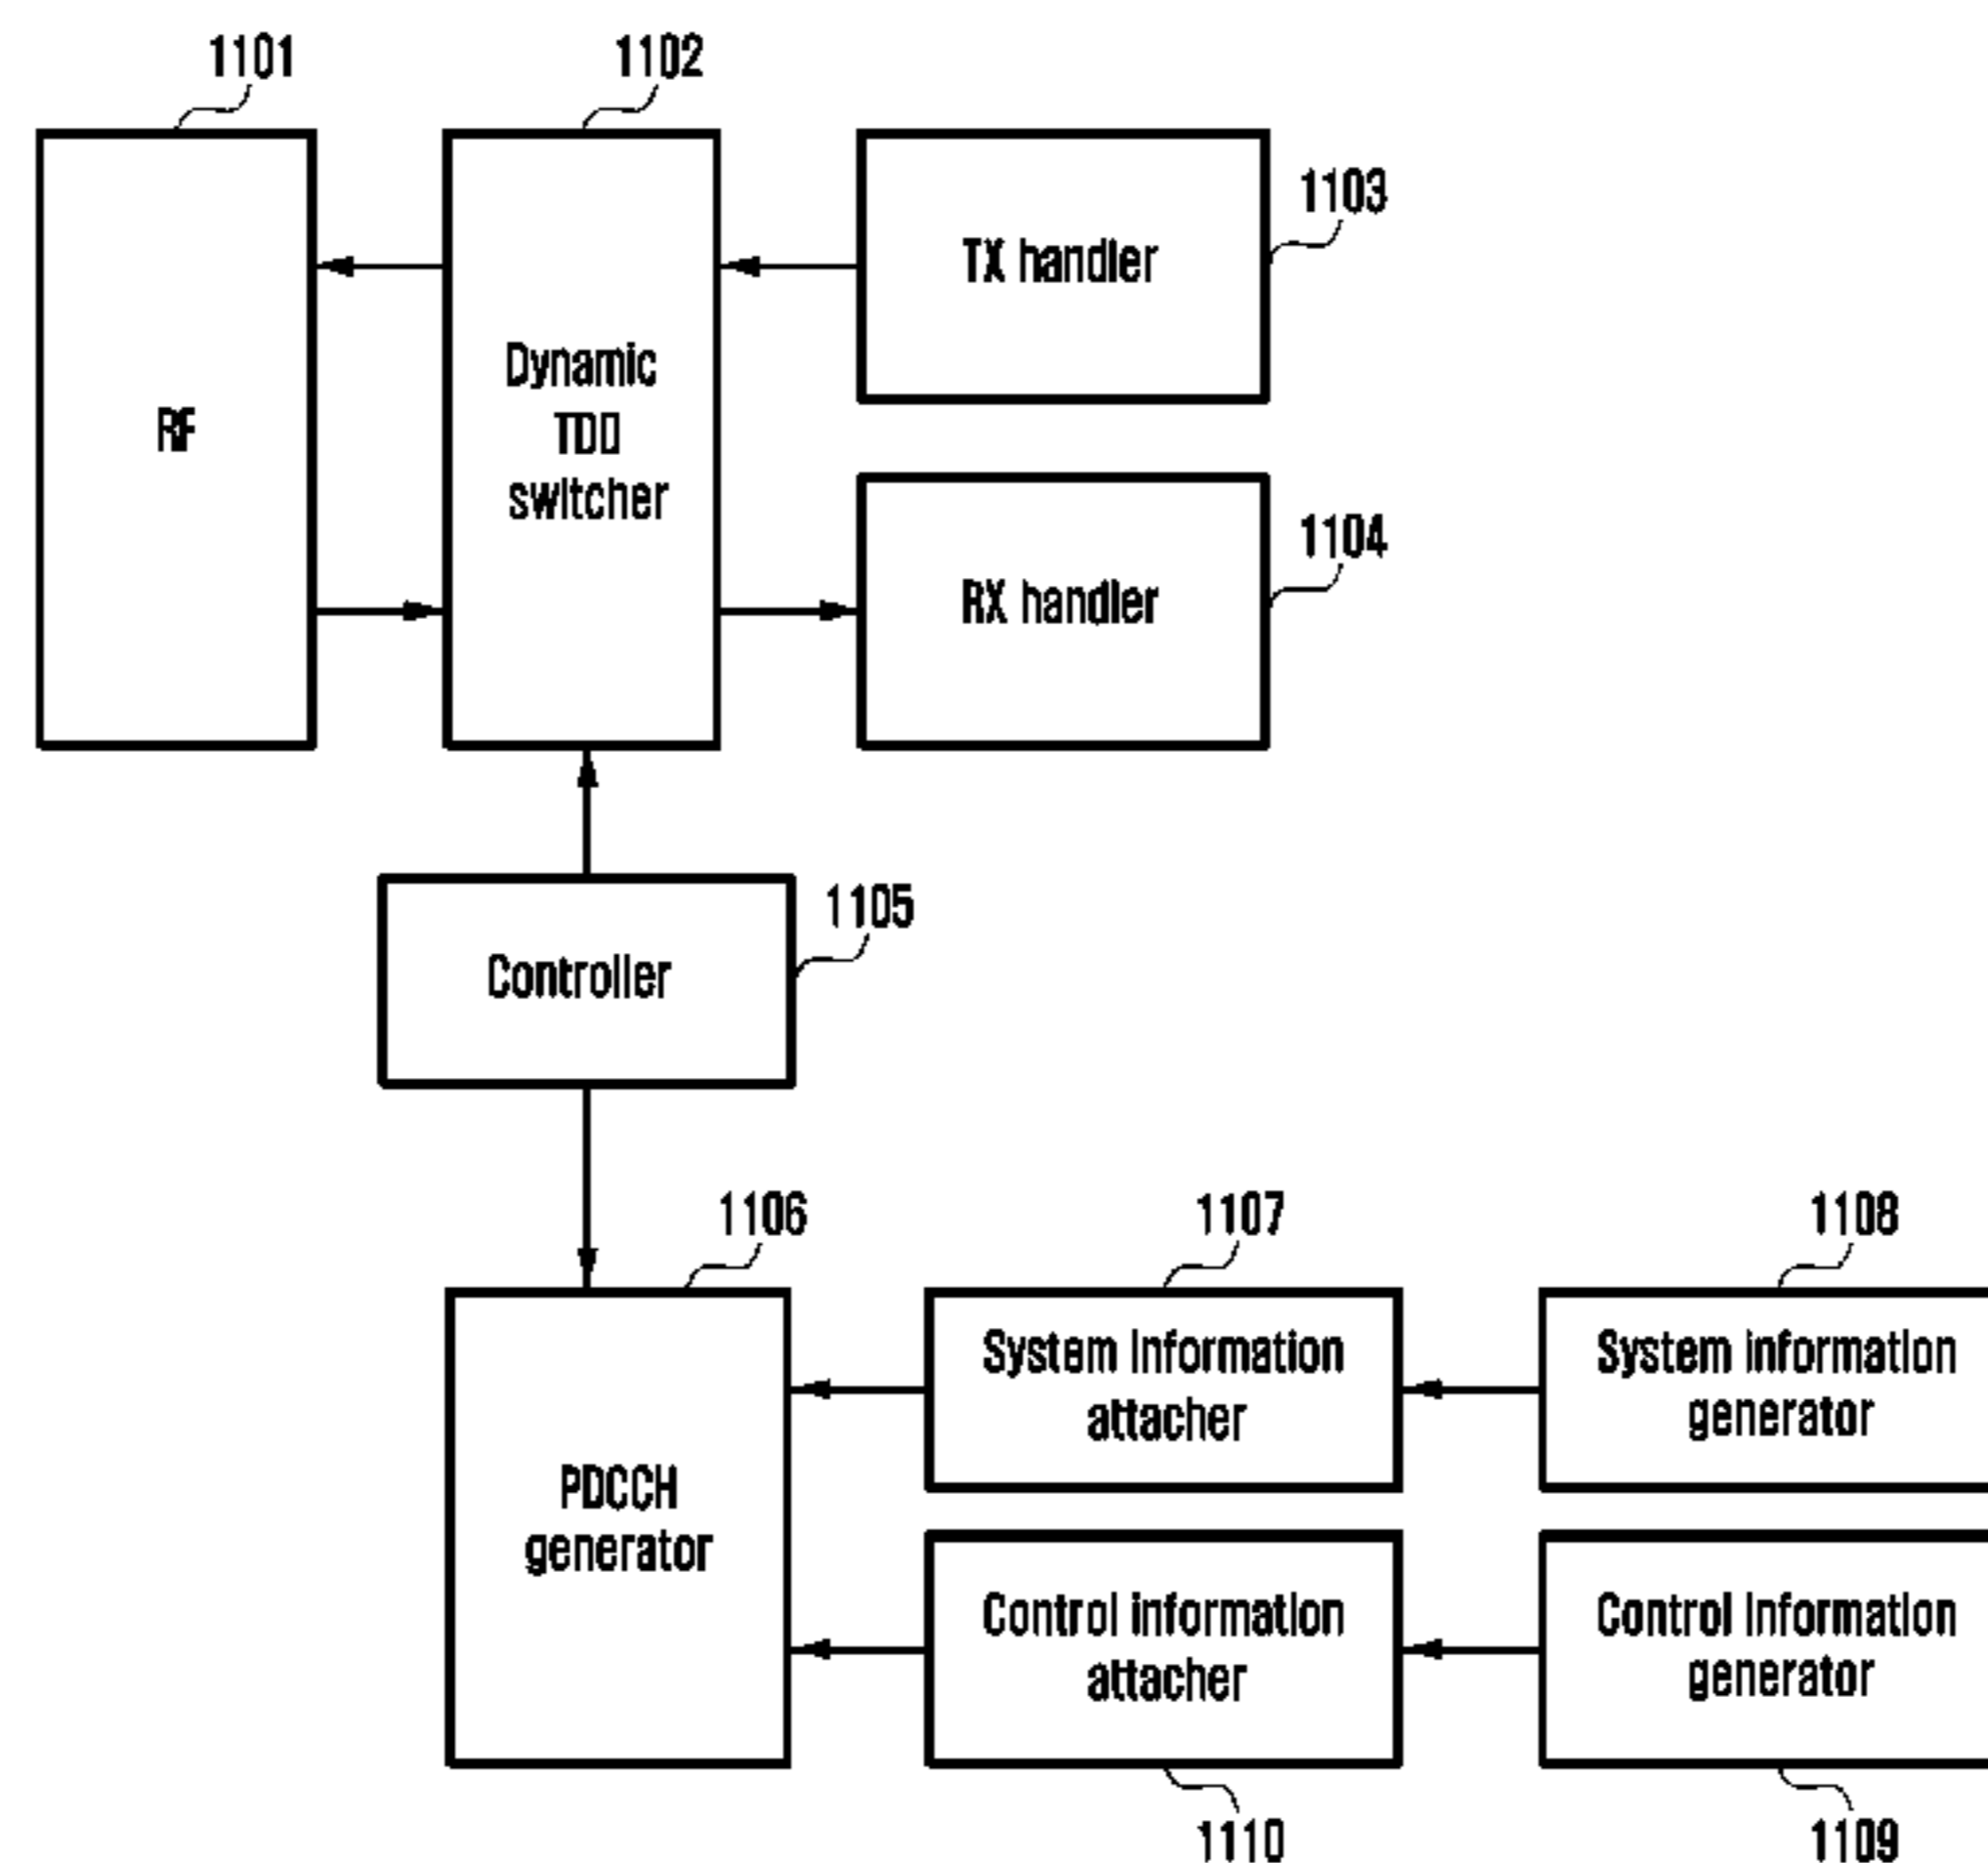 1101
1102
1103
TX handler
RF
Dynamic
TDD
switcher
1104
RX handler
1105
Controller
1106
1107
1108
System information
attacher
System information
generator
PDCCH
generator
Control information
attacher
Control information
generator
1110
1109